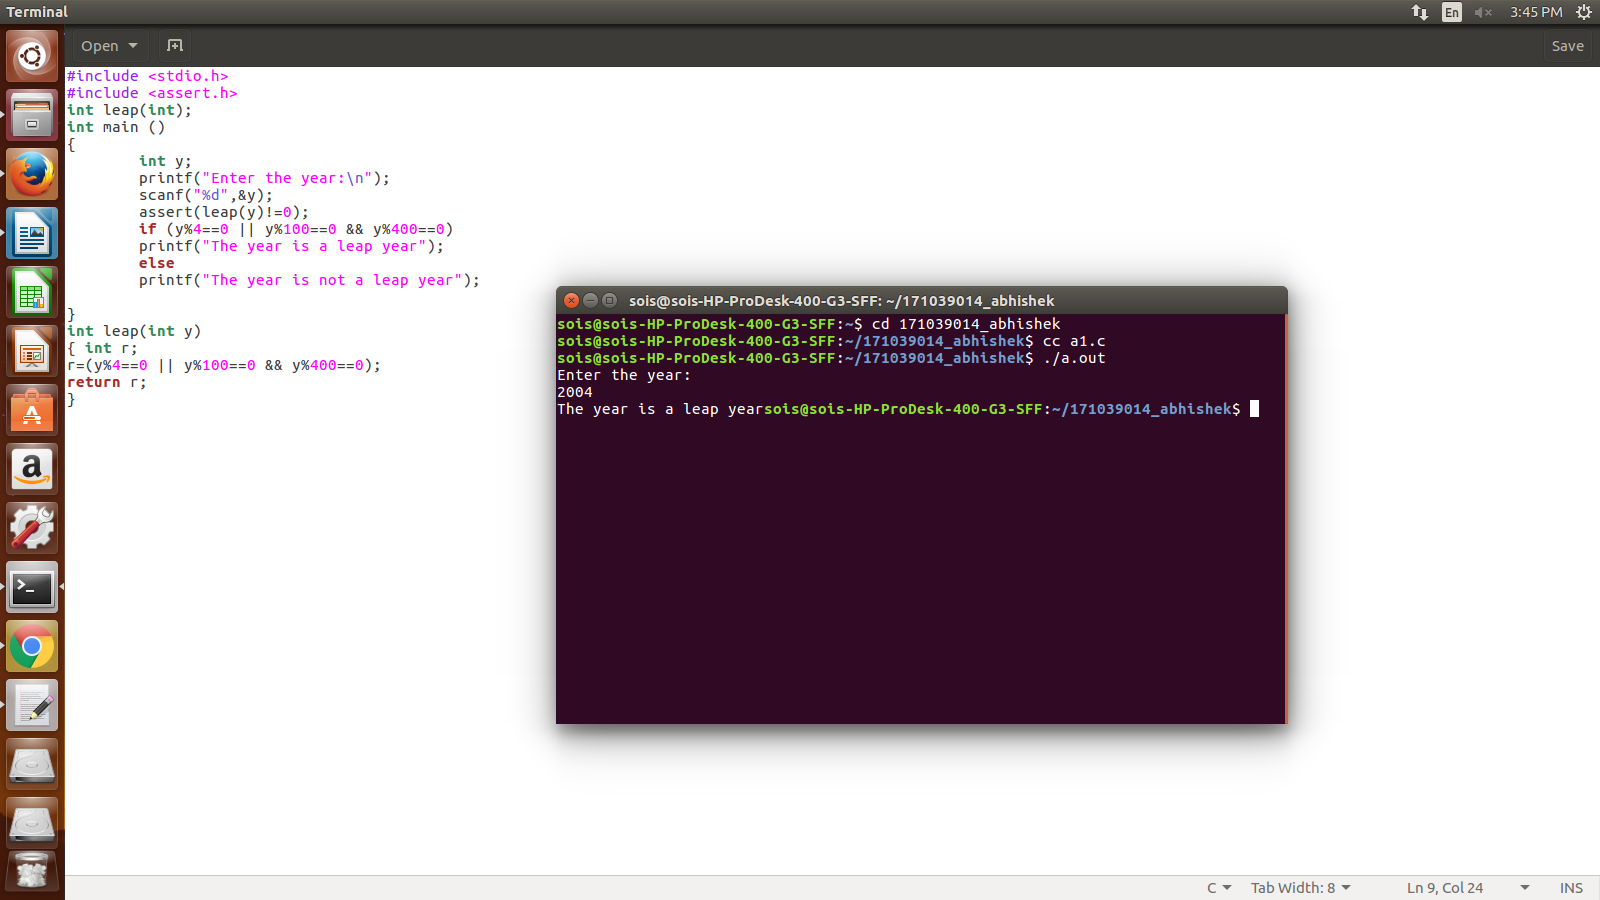 Terminal
En
3:45 PM
Open
Save
#include <stdio.h>
#include <assert.h>
int leap(int);
int main ()
{
int y;
printf("Enter the year:\n");
scanf("%d",&y);
assert(leap(y)!=0);
if (y%4==0 || y%100==0 && y%400==0)
printf("The year is a leap year");
else
printf("The year is not a leap year");
}
int leap(int y)
{ int r;
r=(y%4==0 || y%100==0 && y%400==0);
return r;
}
sois@sois-HP-ProDesk-400-G3-SFF: ~/171039014_abhishek
sois@sois-HP-ProDesk-400-G3-SFF:~$ cd 171039014_abhishek
sois@sois-HP-ProDesk-400-G3-SFF:~/171039014_abhishek$ cc a1.c
sois@sois-HP-ProDesk-400-G3-SFF:~/171039014_abhishek$ ./a.out
Enter the year:
2004
The year is a leap yearsois@sois-HP-ProDesk-400-G3-SFF:~/171039014_abhishek$
C
Tab Width: 8
Ln 9, Col 24
INS